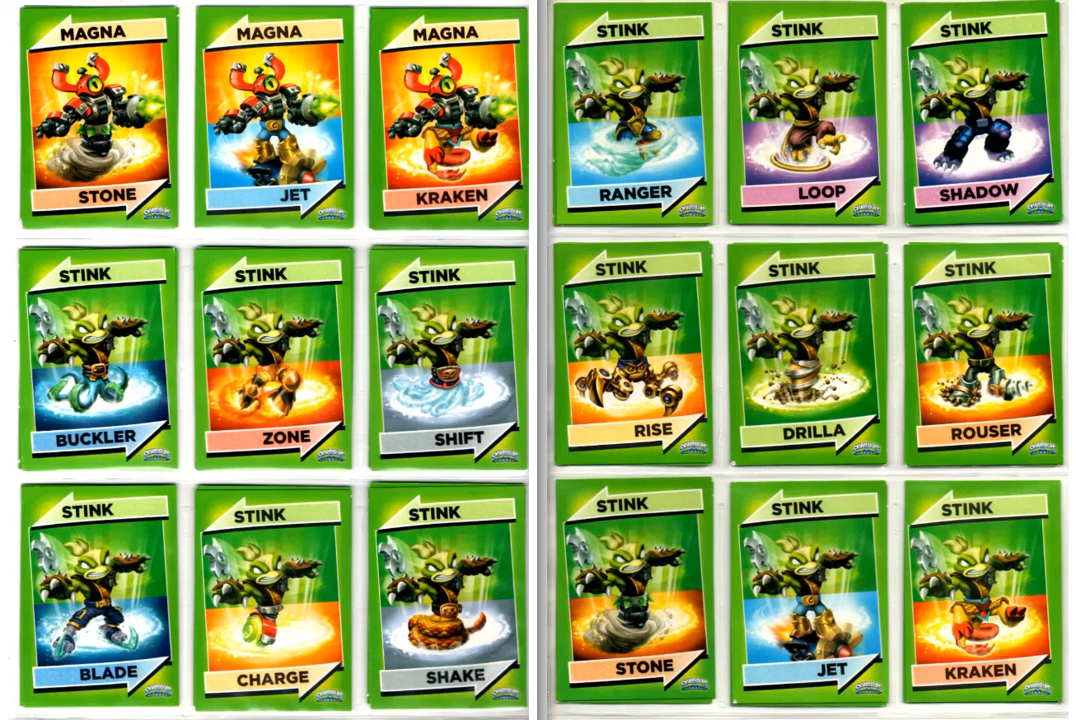 MAGNA
STONE
MAGNA
JET
MAGNA
KRAKEN
STINK
BUCKLER
STINK
ZONE
STINK
SHIFT
STINK
BLADE
STINK
CHARGE
STINK
SHAKE
STINK
RANGER
STINK
LOOP
STINK
SHADOW
STINK
RISE
STINK
DRILLA
STINK
ROUSER
STINK
STONE
STINK
JET
STINK
KRAKEN